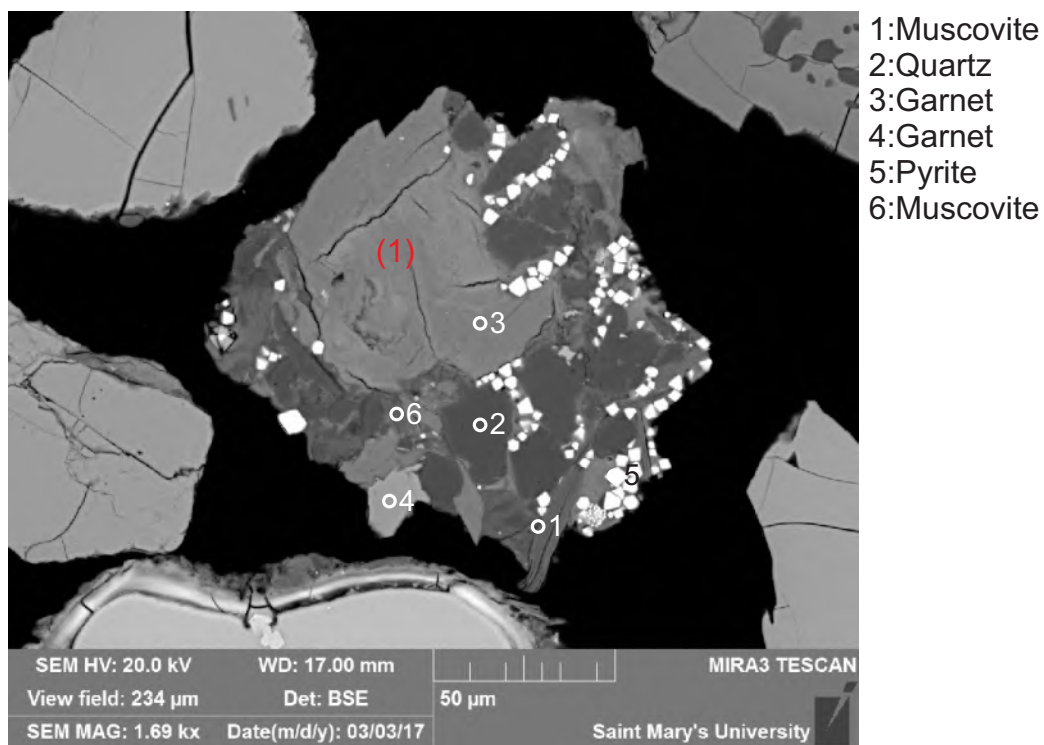 1:Muscovite
2:Quartz
3:Garnet
4:Garnet
5:Pyrite
6:Muscovite
(1)
3
6
2
4
5
1
SEM HV: 20.0 kV WD: 17.00 mm MIRA3 TESCAN
View field: 234 µm Det: BSE 50 µm
SEM MAG: 1.69 kx Date(m/d/y): 03/03/17 Saint Mary's University